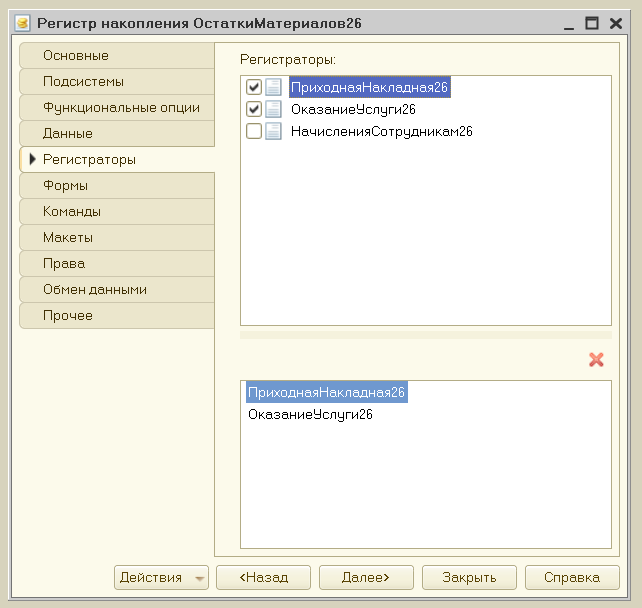 Регистр накопления ОстаткиМатериалов26
Основные
Подсистемы
Функциональные опции
Данные
Регистраторы
Формы
Команды
Макеты
Права
Обмен данными
Прочее
Регистраторы:
ПриходнаяНакладная26
ОказаниеУслуги26
НачисленияСотрудникам26
ПриходнаяНакладная26
ОказаниеУслуги26
Действия
<Назад
Далее>
Закрыть
Справка